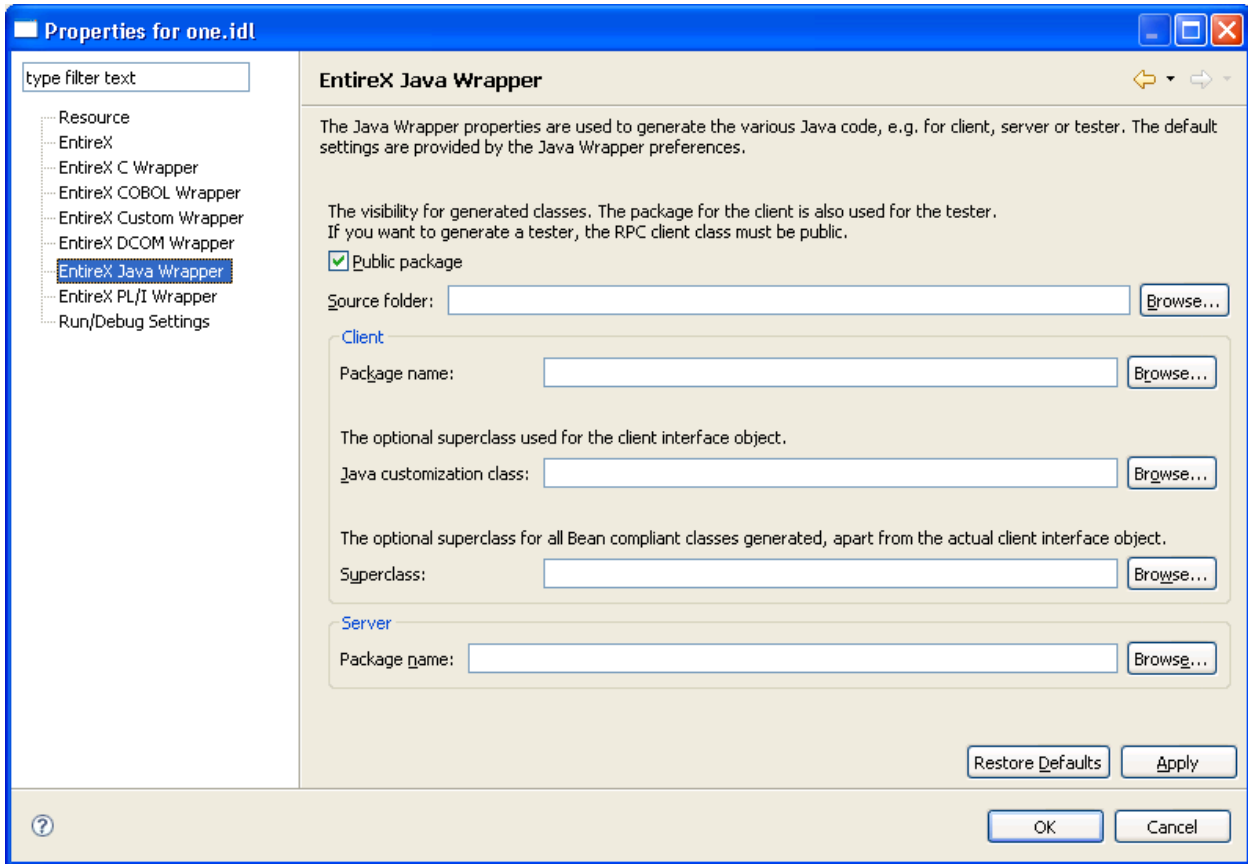 Properties for one.idl
type filter text
Resource
EntireX
EntireX C Wrapper
EntireX COBOL Wrapper
EntireX Custom Wrapper
EntireX DCOM Wrapper
EntireX Java Wrapper
EntireX PL/I Wrapper
Run/Debug Settings
EntireX Java Wrapper
The Java Wrapper properties are used to generate the various Java code, e.g. for client, server or tester. The default
settings are provided by the Java Wrapper preferences.
The visibility for generated classes. The package for the client is also used for the tester.
If you want to generate a tester, the RPC client class must be public.
Public package
Source folder: Browse...
Client
Package name: Browse...
The optional superclass used for the client interface object.
Java customization class: Browse...
The optional superclass for all Bean compliant classes generated, apart from the actual client interface object.
Superclass: Browse...
Server
Package name: Browse...
Restore Defaults Apply
? OK Cancel